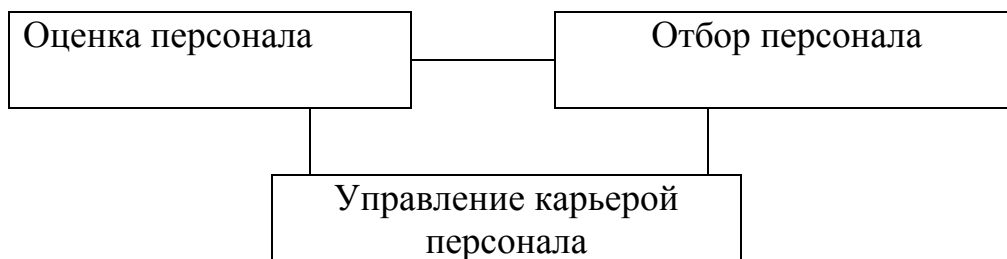 Оценка персонала
Отбор персонала
Управление карьерой
персонала